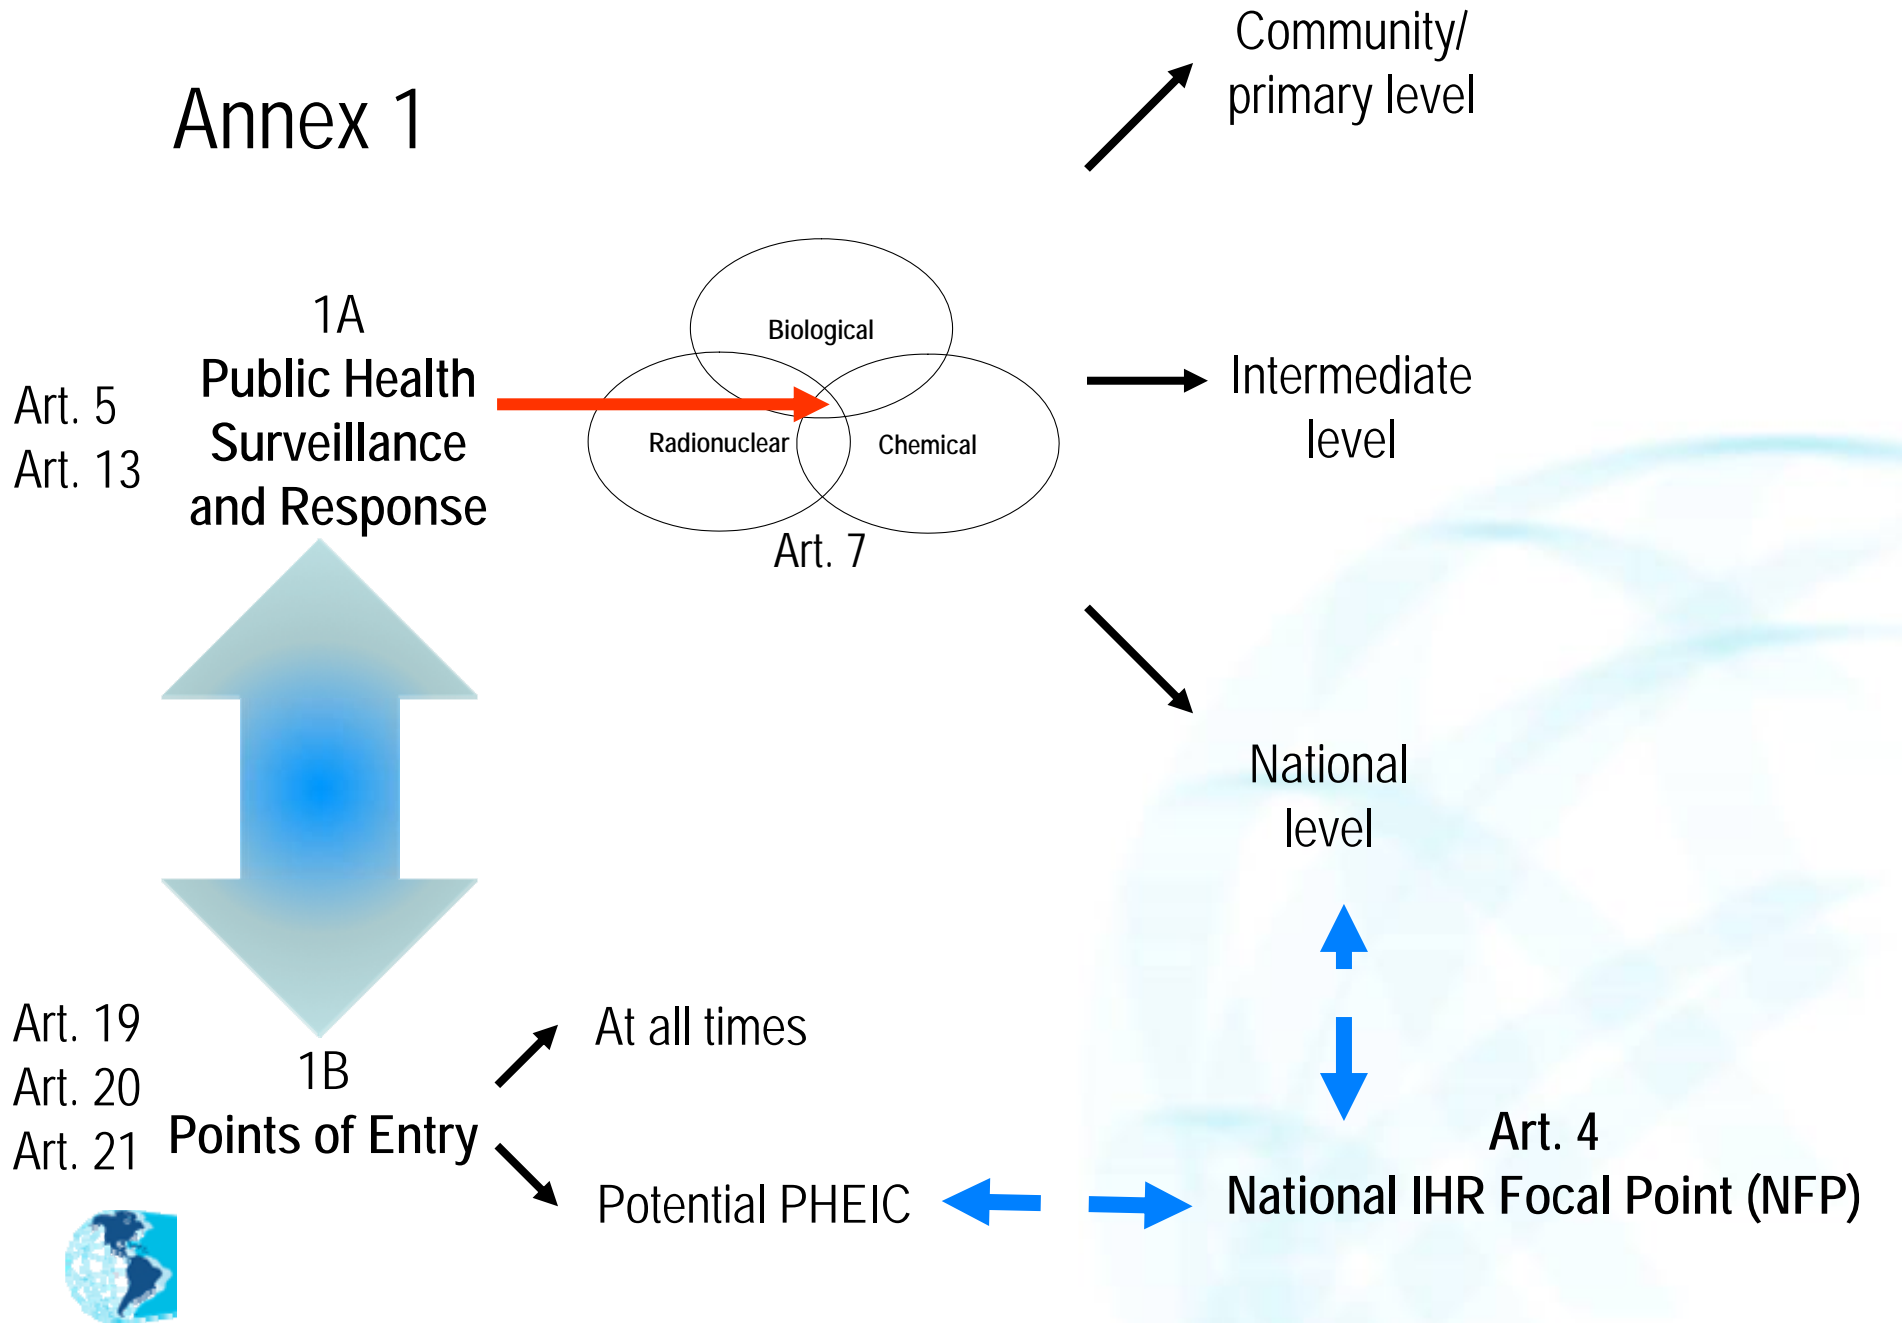 Annex 1
Community/
primary level
1A
Public Health
Surveillance
and Response
Art. 5
Art. 13
Biological
Radionuclear
Chemical
Art. 7
Intermediate
level
National
level
Art. 19
Art. 20
Art. 21
1B
Points of Entry
At all times
Potential PHEIC
Art. 4
National IHR Focal Point (NFP)